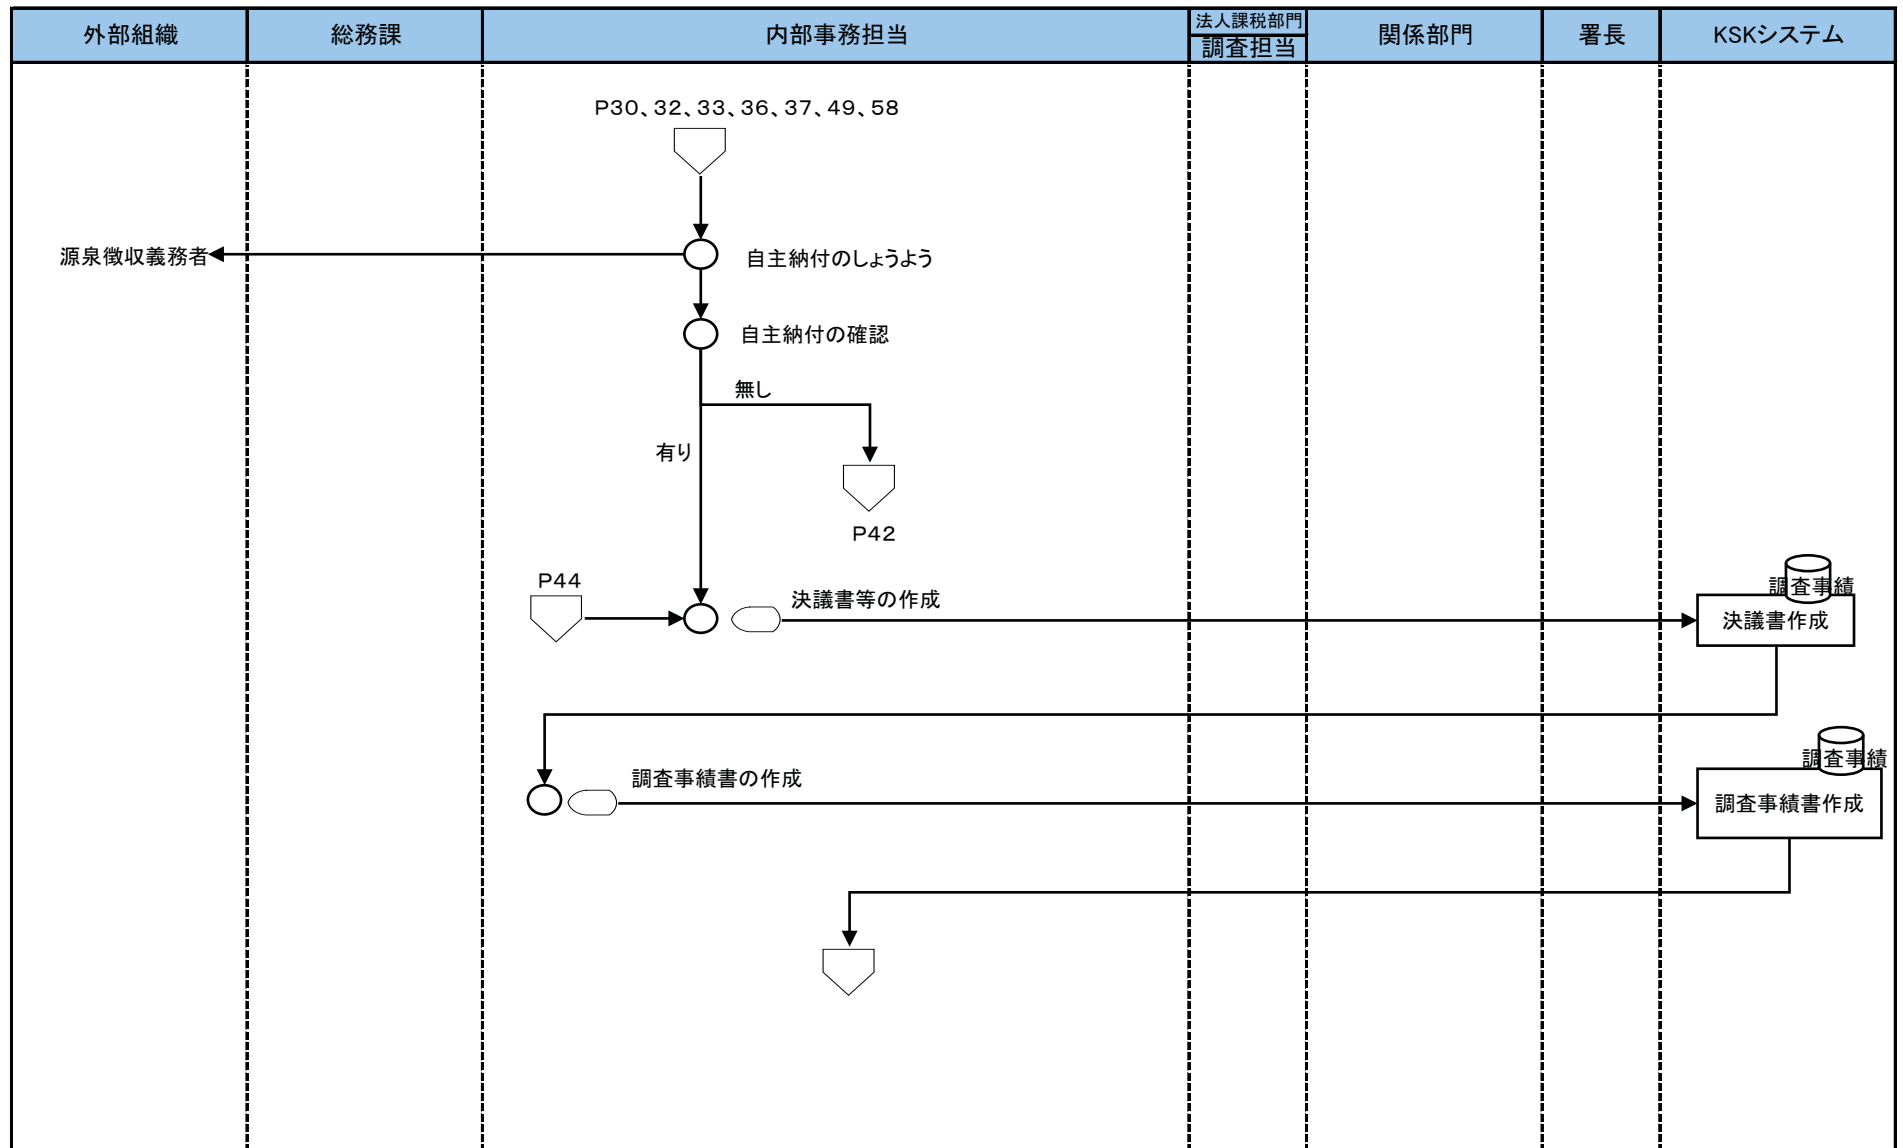 外部組織
総務課
内部事務担当
法人課税部門
調査担当
関係部門
署長
KSKシステム
P30、32、33、36、37、49、58
源泉徴収義務者
自主納付のしょうよう
自主納付の確認
無し
有り
P42
P44
決議書等の作成
調査事績
決議書作成
調査事績書の作成
調査事績
調査事績書作成